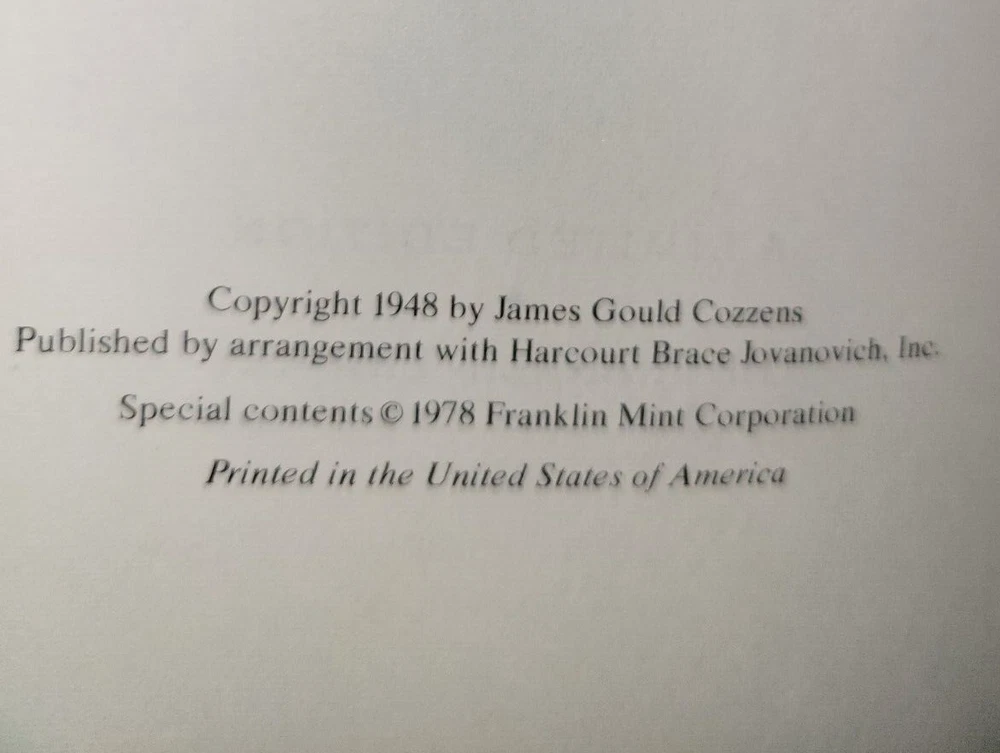 Copyright 1948 by James Gould Cozzens
Published by arrangement with Harcourt Brace Jovanovich, Inc.
Special contents © 1978 Franklin Mint Corporation
Printed in the United States of America